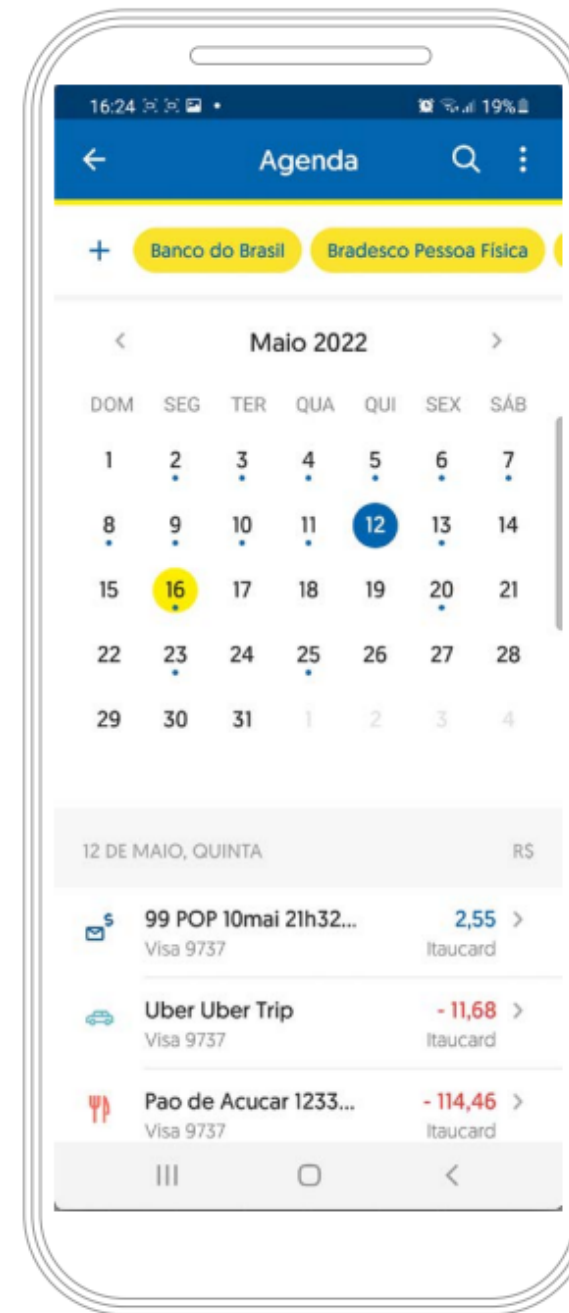 16:24 19%
Agenda
+ Banco do Brasil Bradesco Pessoa Física
< Maio 2022 >
DOM SEG TER QUA QUI SEX SÁB
1 2 3 4 5 6 7
8 9 10 11 12 13 14
15 16 17 18 19 20 21
22 23 24 25 26 27 28
29 30 31 1 2 3 4
12 DE MAIO, QUINTA R$
99 POP 10mai 21h32... 2,55 >
Visa 9737 Itaucard
Uber Uber Trip - 11,68 >
Visa 9737 Itaucard
Pao de Acucar 1233... - 114,46 >
Visa 9737 Itaucard